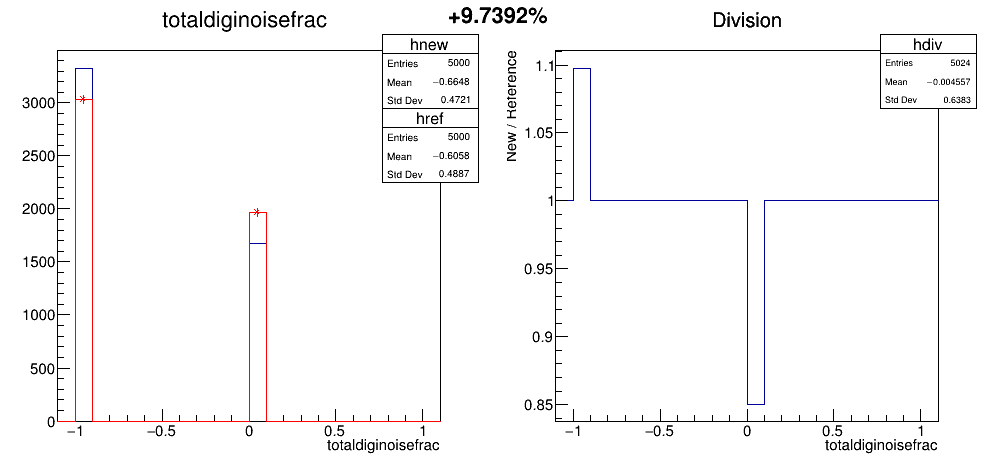 +9.7392%
totaldiginoisefrac
hnew
Entries 5000
Mean −0.6648
Std Dev 0.4721
href
Entries 5000
Mean −0.6058
Std Dev 0.4887
3000
2500
2000
1500
1000
500
0
−1 −0.5 0 0.5 1
totaldiginoisefrac
Division
hdiv
Entries 5024
Mean −0.004557
Std Dev 0.6383
New / Reference
1.1
1.05
1
0.95
0.9
0.85
−1 −0.5 0 0.5 1
totaldiginoisefrac